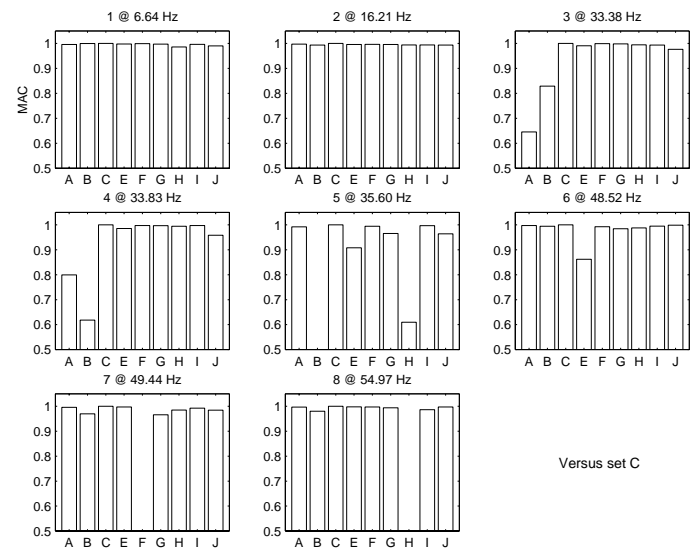 1 @ 6.64 Hz
MAC
1
0.9
0.8
0.7
0.6
0.5
A B C E F G H I J
2 @ 16.21 Hz
1
0.9
0.8
0.7
0.6
0.5
A B C E F G H I J
3 @ 33.38 Hz
1
0.9
0.8
0.7
0.6
0.5
A B C E F G H I J
4 @ 33.83 Hz
1
0.9
0.8
0.7
0.6
0.5
A B C E F G H I J
5 @ 35.60 Hz
1
0.9
0.8
0.7
0.6
0.5
A B C E F G H I J
6 @ 48.52 Hz
1
0.9
0.8
0.7
0.6
0.5
A B C E F G H I J
7 @ 49.44 Hz
1
0.9
0.8
0.7
0.6
0.5
A B C E F G H I J
8 @ 54.97 Hz
1
0.9
0.8
0.7
0.6
0.5
A B C E F G H I J
Versus set C